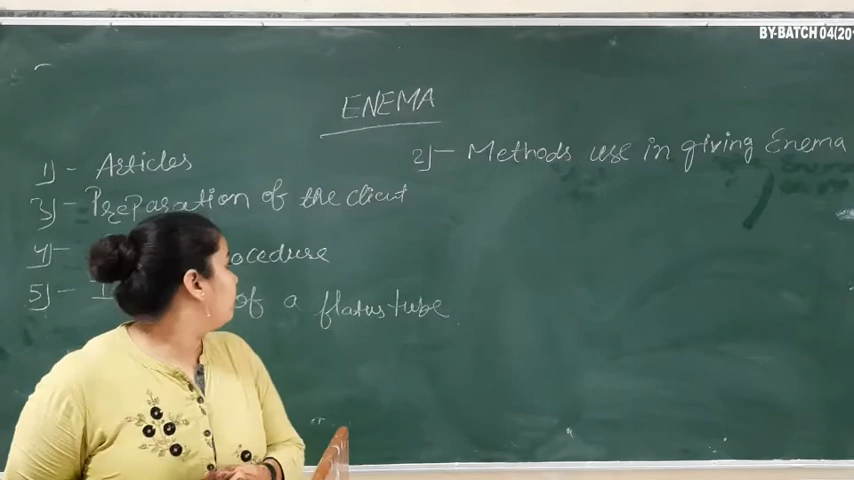 BY-BATCH 04(20
ENEMA
1) - Articles
2) - Methods use in giving Enema
3) - Preparation of the client
4) - ocedure
5) - of a flatus tube